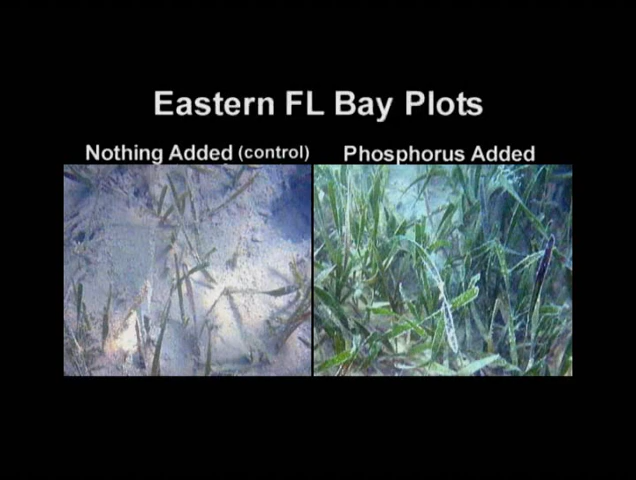 Eastern FL Bay Plots
Nothing Added (control)
Phosphorus Added